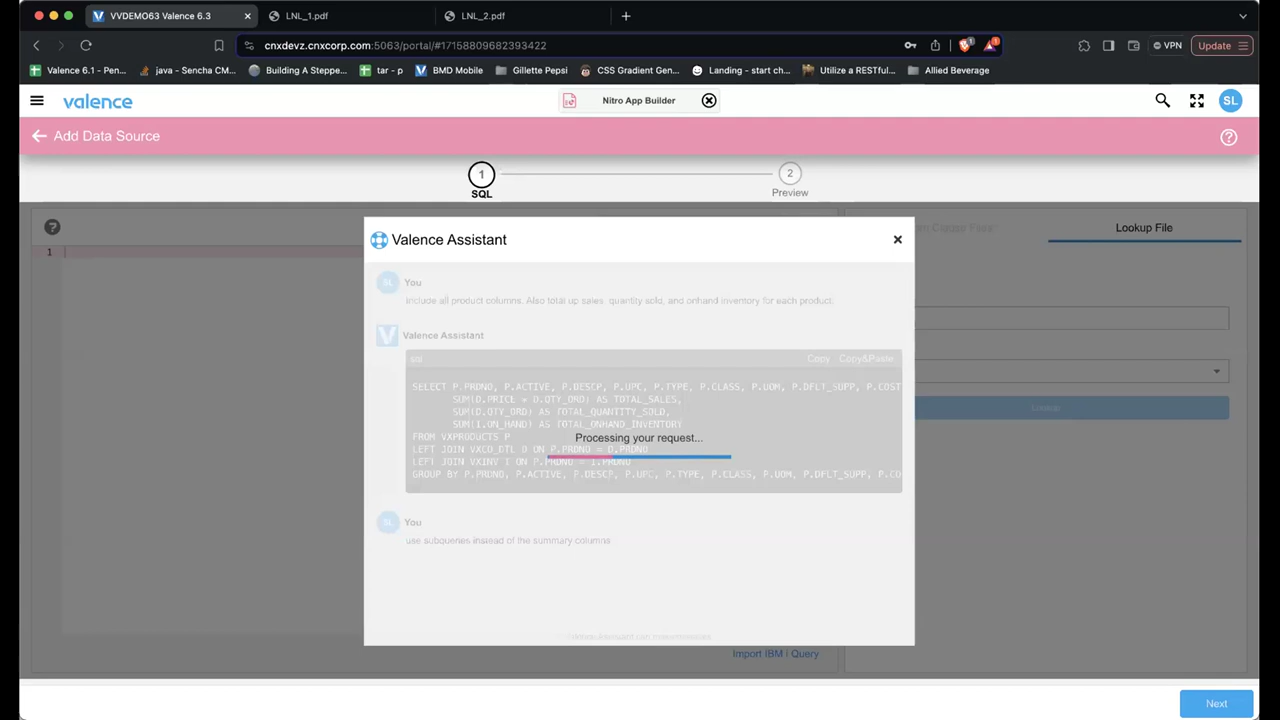 VVDEMO63 Valence 6.3
LNL_1.pdf
LNL_2.pdf
cnxdevz.cnxcorp.com:5063/portal/#17158809682393422
VPN
Update
Valence 6.1 - Pen...
java - Sencha CM...
Building A Steppe...
tar - p
BMD Mobile
Gillette Pepsi
CSS Gradient Gen...
Landing - start ch...
Utilize a RESTful...
Allied Beverage
valence
Nitro App Builder
SL
Add Data Source
1
2
SQL
Preview
Lookup File
1
Valence Assistant
SL You
include all product columns. Also total up sales, quantity sold, and onhand inventory for each product.
Valence Assistant
sql Copy Copy&Paste
SELECT P.PRDNO, P.ACTIVE, P.DESCP, P.UPC, P.TYPE, P.CLASS, P.UOM, P.DFLT_SUPP, P.COST
SUM(D.PRICE * D.QTY_ORD) AS TOTAL_SALES,
SUM(D.QTY_ORD) AS TOTAL_QUANTITY_SOLD,
SUM(I.ON_HAND) AS TOTAL_ONHAND_INVENTORY
FROM VXPRODUCTS P
Processing your request...
LEFT JOIN VXCO_DTL D ON P.PRDNO = D.PRDNO
LEFT JOIN VXINV I ON P.PRDNO = I.PRDNO
GROUP BY P.PRDNO, P.ACTIVE, P.DESCP, P.UPC, P.TYPE, P.CLASS, P.UOM, P.DFLT_SUPP, P.CO
SL You
use subqueries instead of the summary columns
Import IBM i Query
Next